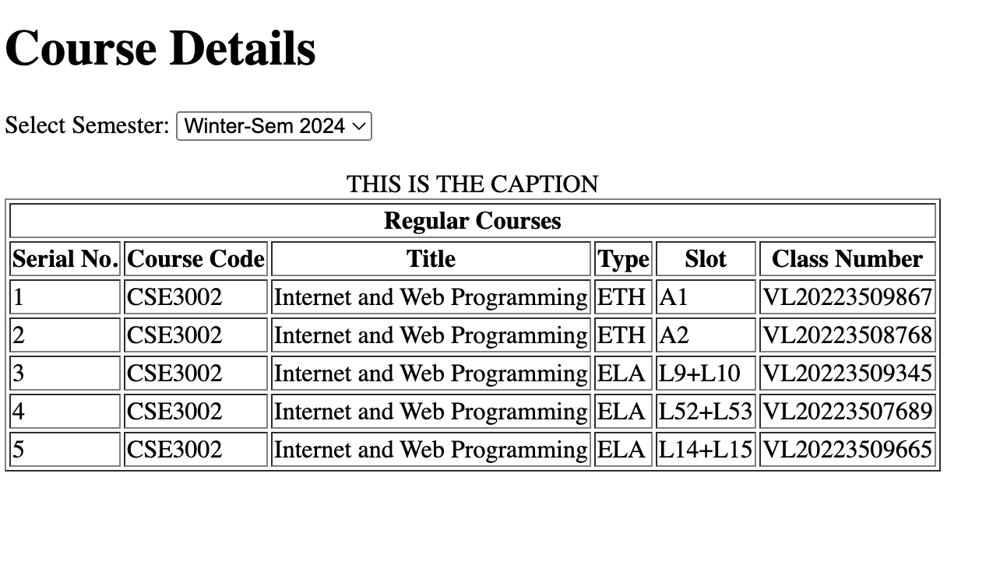 Course Details
Select Semester: Winter-Sem 2024
THIS IS THE CAPTION
Regular Courses
Serial No. Course Code Title Type Slot Class Number
1 CSE3002 Internet and Web Programming ETH A1 VL20223509867
2 CSE3002 Internet and Web Programming ETH A2 VL20223508768
3 CSE3002 Internet and Web Programming ELA L9+L10 VL20223509345
4 CSE3002 Internet and Web Programming ELA L52+L53 VL20223507689
5 CSE3002 Internet and Web Programming ELA L14+L15 VL20223509665